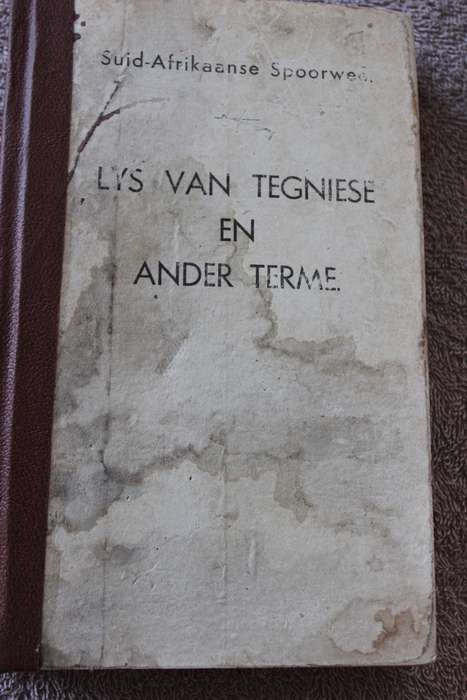 Suid-Afrikaanse Spoorweë.
LYS VAN TEGNIESE
EN
ANDER TERME.